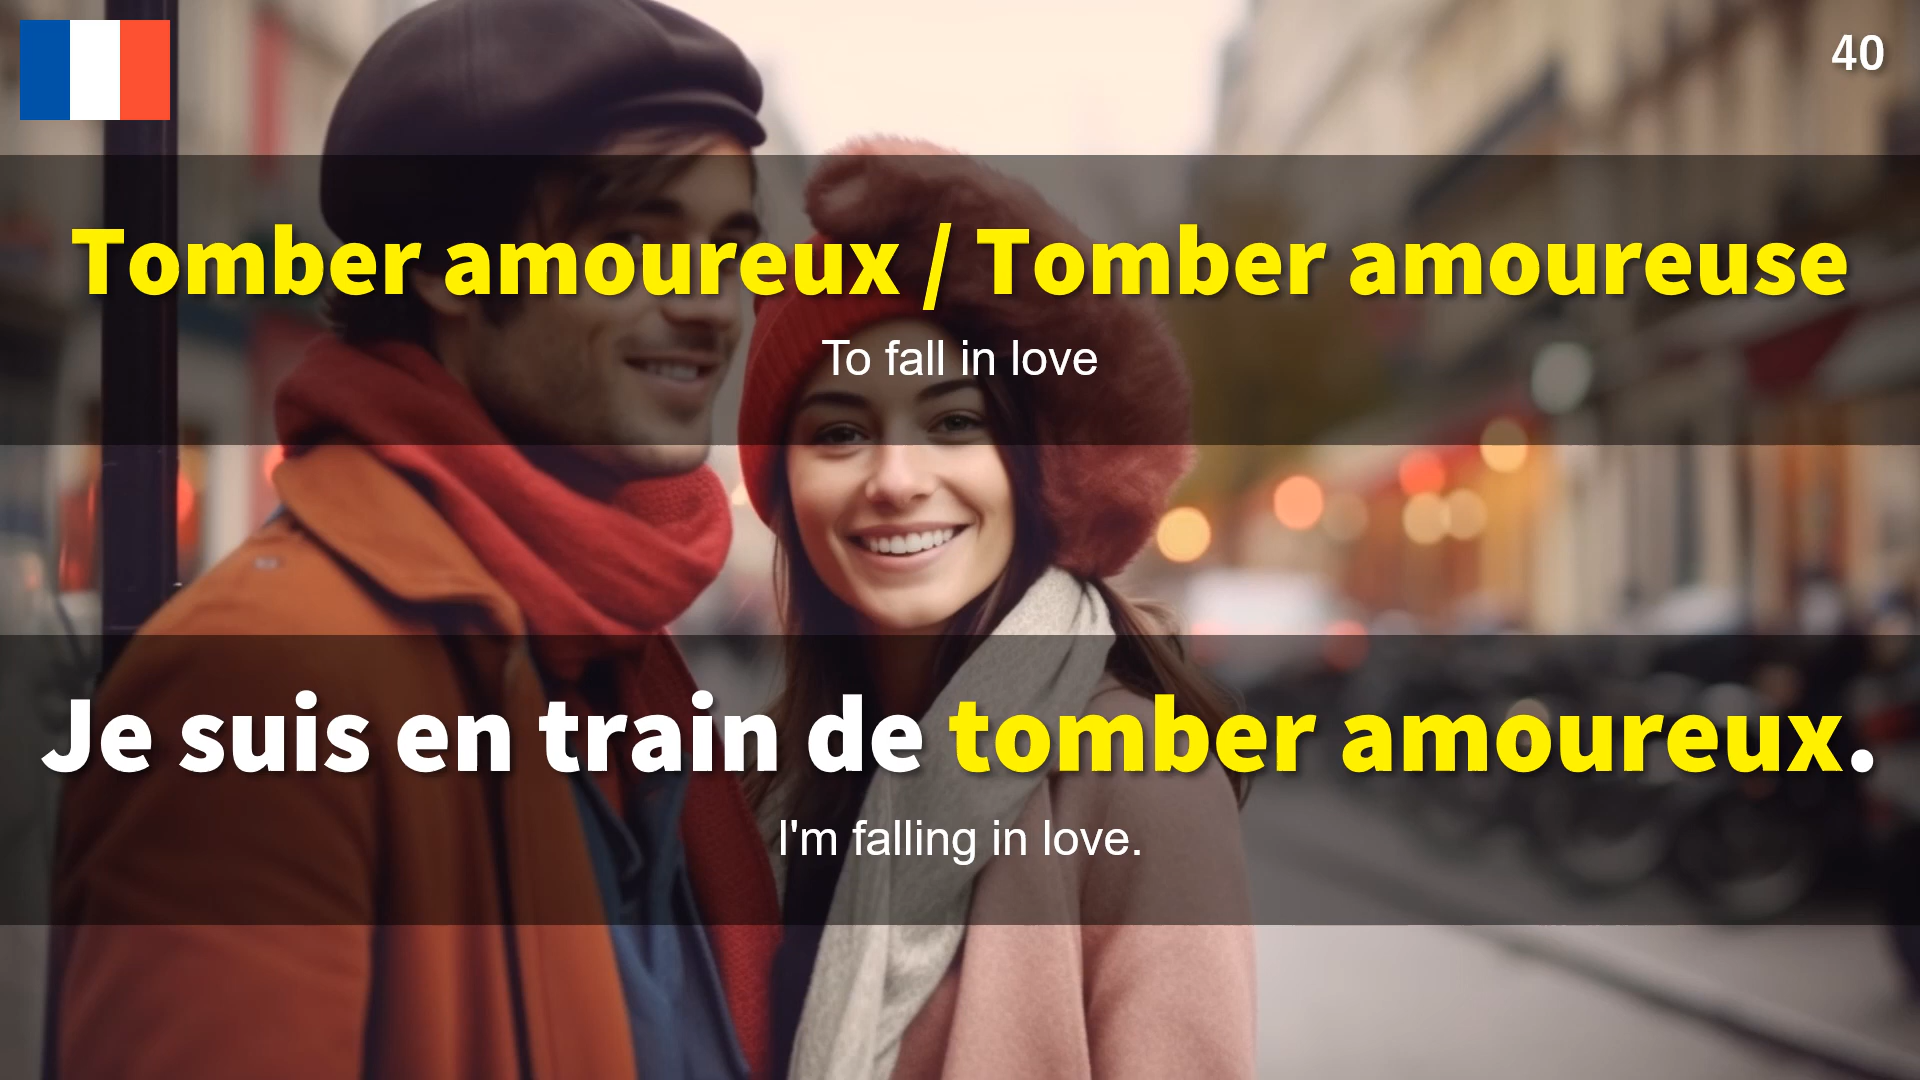 40
Tomber amoureux / Tomber amoureuse
To fall in love
Je suis en train de tomber amoureux.
I'm falling in love.